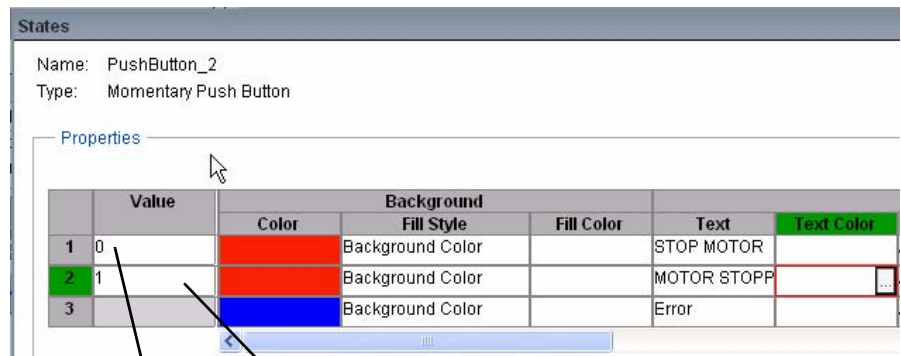 States
Name: PushButton_2
Type: Momentary Push Button
Properties
Value Background
Color Fill Style Fill Color Text Text Color
1 0 Background Color STOP MOTOR
2 1 Background Color MOTOR STOPP ...
3 Background Color Error